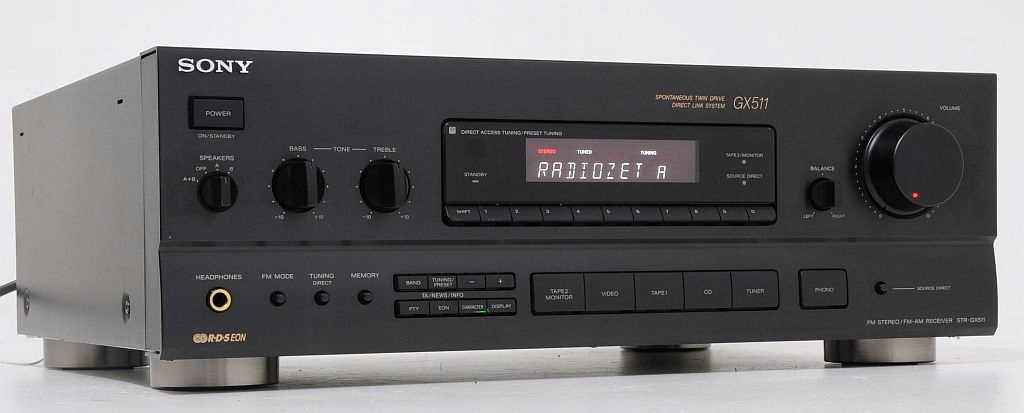 SONY
POWER
ON/STANDBY
SPONTANEOUS TWIN DRIVE
DIRECT LINK SYSTEM
GX511
VOLUME
SPEAKERS
OFF A B A+B
BASS — TONE — TREBLE
-10 +10 -10 +10
DIRECT ACCESS TUNING/PRESET TUNING
STANDBY
STEREO TUNED TUNING
RADIOZET A
TAPE2/MONITOR
SOURCE DIRECT
SHIFT 1 2 3 4 5 6 7 8 9 0
BALANCE
LEFT RIGHT
0 10
HEADPHONES
FM MODE
TUNING
DIRECT
MEMORY
BAND TUNING/PRESET − +
TA/NEWS/INFO
PTY EON CHARACTER DISPLAY
TAPE2
MONITOR
VIDEO
TAPE1
CD
TUNER
PHONO
SOURCE DIRECT
R·D·S EON
FM STEREO/FM-AM RECEIVER STR-GX511